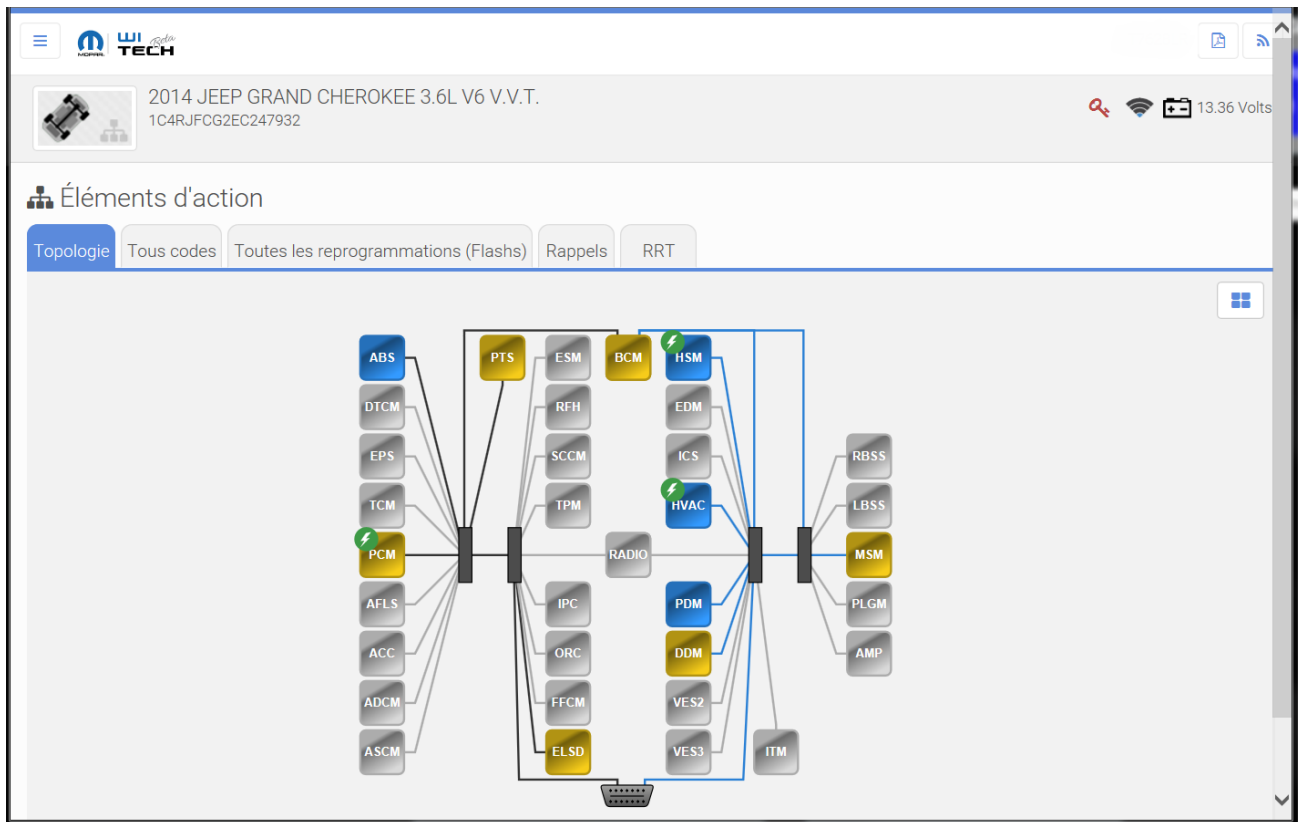 MOPAR
WI
TECH
Beta
2014 JEEP GRAND CHEROKEE 3.6L V6 V.V.T.
1C4RJFCG2EC247932
13.36 Volts
Éléments d'action
Topologie
Tous codes
Toutes les reprogrammations (Flashs)
Rappels
RRT
ABS
PTS
ESM
BCM
HSM
DTCM
RFH
EDM
EPS
SCCM
ICS
RBSS
TCM
TPM
HVAC
LBSS
PCM
RADIO
MSM
AFLS
IPC
PDM
PLGM
ACC
ORC
DDM
AMP
ADCM
FFCM
VES2
ASCM
ELSD
VES3
ITM